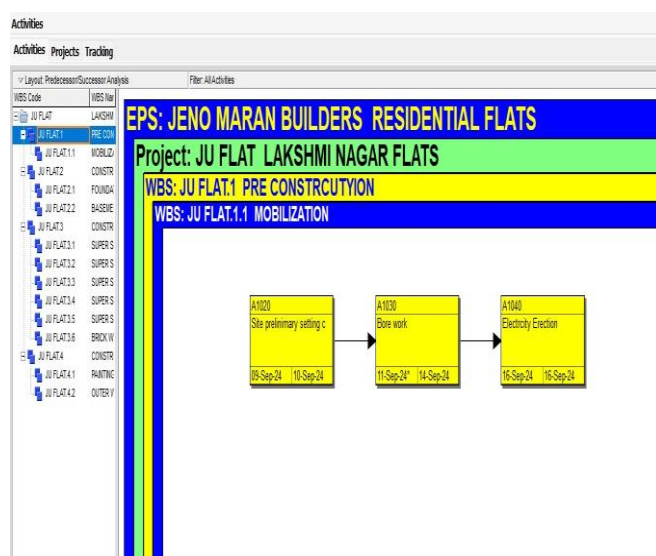 Activities
Activities Projects Tracking
Layout: Predecessor/Successor Analysis Filter: All Activities
WBS Code WBS Nar
JU FLAT LAKSHM
JU FLAT.1 PRE CON
JU FLAT.1.1 MOBILIZ
JU FLAT.2 CONSTR
JU FLAT.2.1 FOUNDA
JU FLAT.2.2 BASEME
JU FLAT.3 CONSTR
JU FLAT.3.1 SUPER S
JU FLAT.3.2 SUPER S
JU FLAT.3.3 SUPER S
JU FLAT.3.4 SUPER S
JU FLAT.3.5 SUPER S
JU FLAT.3.6 BRICK W
JU FLAT.4 CONSTR
JU FLAT.4.1 PAINTING
JU FLAT.4.2 OUTER
EPS: JENO MARAN BUILDERS RESIDENTIAL FLATS
Project: JU FLAT LAKSHMI NAGAR FLATS
WBS: JU FLAT.1 PRE CONSTRCUTYION
WBS: JU FLAT.1.1 MOBILIZATION
A1020
Site prelinimary setting c
09-Sep-24 10-Sep-24
A1030
Bore work
11-Sep-24* 14-Sep-24
A1040
Electrcity Erection
16-Sep-24 16-Sep-24